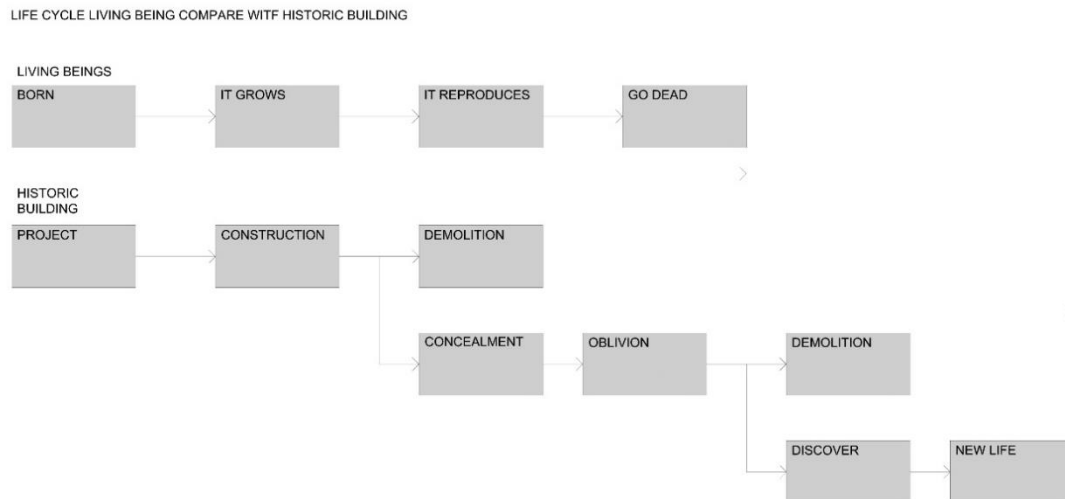 LIFE CYCLE LIVING BEING COMPARE WITF HISTORIC BUILDING
LIVING BEINGS
BORN
IT GROWS
IT REPRODUCES
GO DEAD
HISTORIC
BUILDING
PROJECT
CONSTRUCTION
DEMOLITION
CONCEALMENT
OBLIVION
DEMOLITION
DISCOVER
NEW LIFE